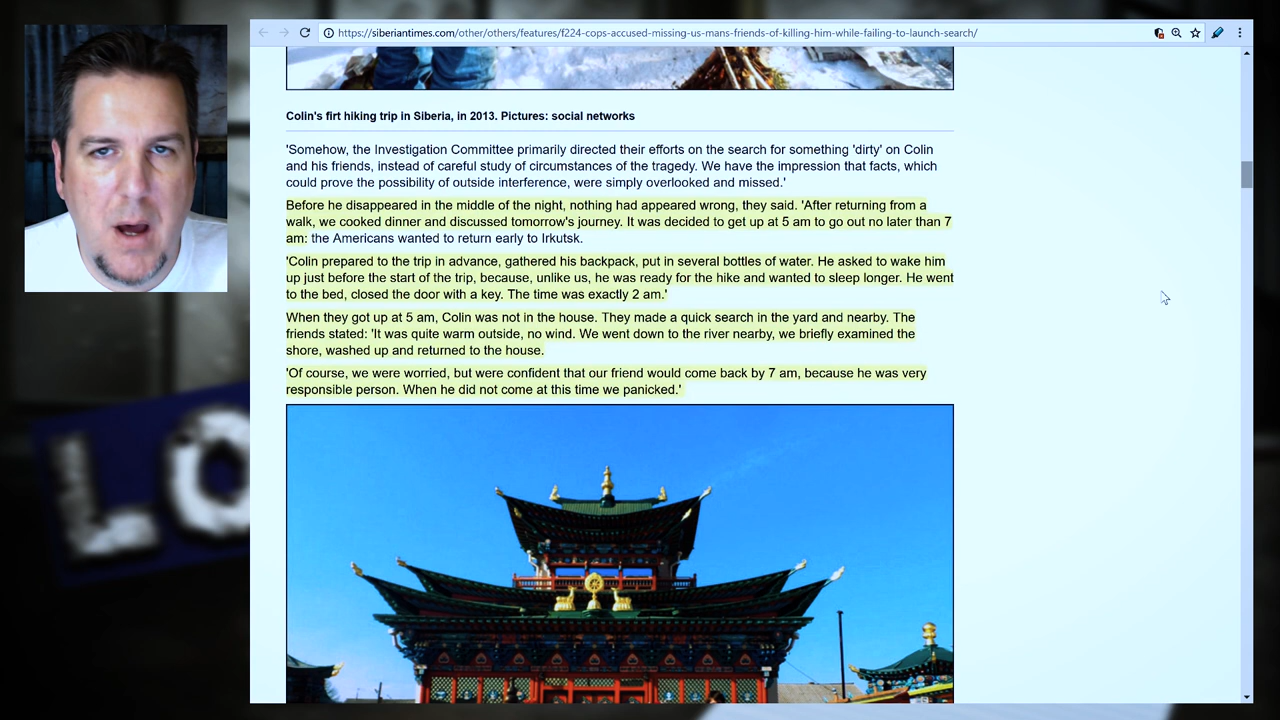 https://siberiantimes.com/other/others/features/f224-cops-accused-missing-us-mans-friends-of-killing-him-while-failing-to-launch-search/
Colin's firt hiking trip in Siberia, in 2013. Pictures: social networks
'Somehow, the Investigation Committee primarily directed their efforts on the search for something 'dirty' on Colin
and his friends, instead of careful study of circumstances of the tragedy. We have the impression that facts, which
could prove the possibility of outside interference, were simply overlooked and missed.'
Before he disappeared in the middle of the night, nothing had appeared wrong, they said. 'After returning from a
walk, we cooked dinner and discussed tomorrow's journey. It was decided to get up at 5 am to go out no later than 7
am: the Americans wanted to return early to Irkutsk.
'Colin prepared to the trip in advance, gathered his backpack, put in several bottles of water. He asked to wake him
up just before the start of the trip, because, unlike us, he was ready for the hike and wanted to sleep longer. He went
to the bed, closed the door with a key. The time was exactly 2 am.'
When they got up at 5 am, Colin was not in the house. They made a quick search in the yard and nearby. The
friends stated: 'It was quite warm outside, no wind. We went down to the river nearby, we briefly examined the
shore, washed up and returned to the house.
'Of course, we were worried, but were confident that our friend would come back by 7 am, because he was very
responsible person. When he did not come at this time we panicked.'
LO